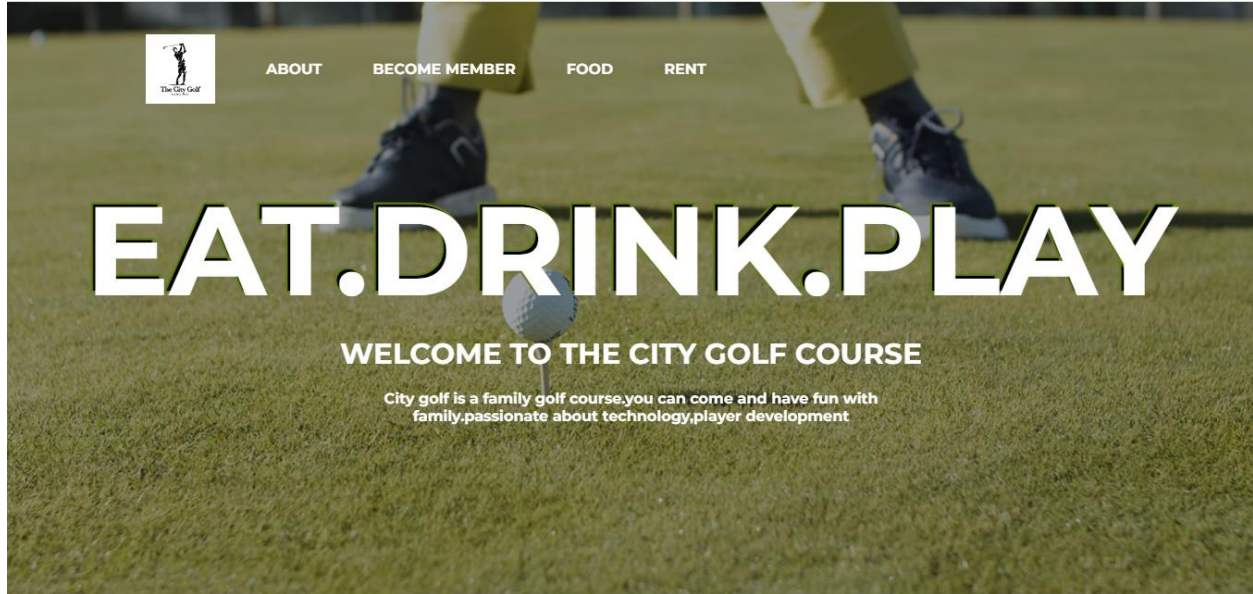 The City Golf
ABOUT
BECOME MEMBER
FOOD
RENT
EAT.DRINK.PLAY
WELCOME TO THE CITY GOLF COURSE
City golf is a family golf course.you can come and have fun with
family.passionate about technology,player development